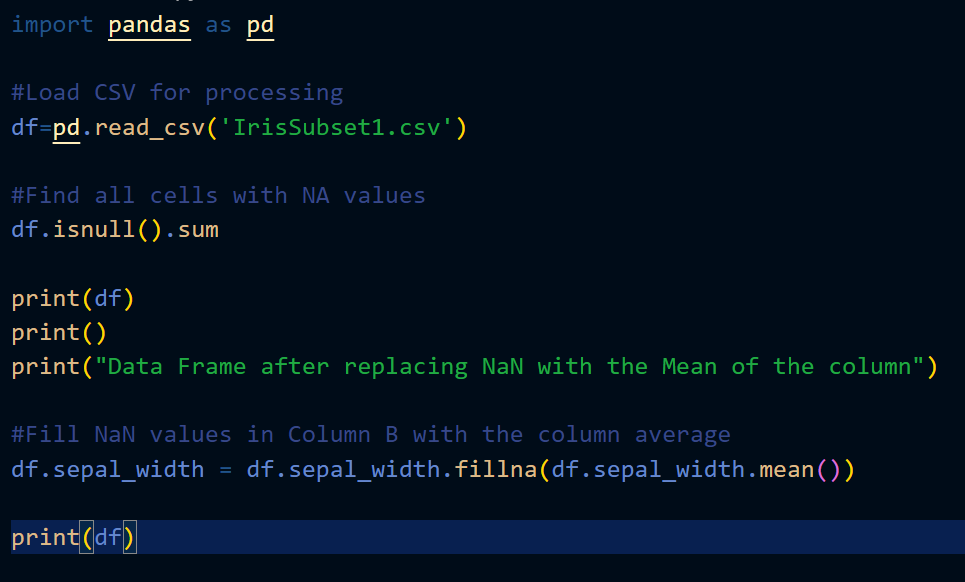 import pandas as pd
#Load CSV for processing
df=pd.read_csv('IrisSubset1.csv')
#Find all cells with NA values
df.isnull().sum
print(df)
print()
print("Data Frame after replacing NaN with the Mean of the column")
#Fill NaN values in Column B with the column average
df.sepal_width = df.sepal_width.fillna(df.sepal_width.mean())
print(df)